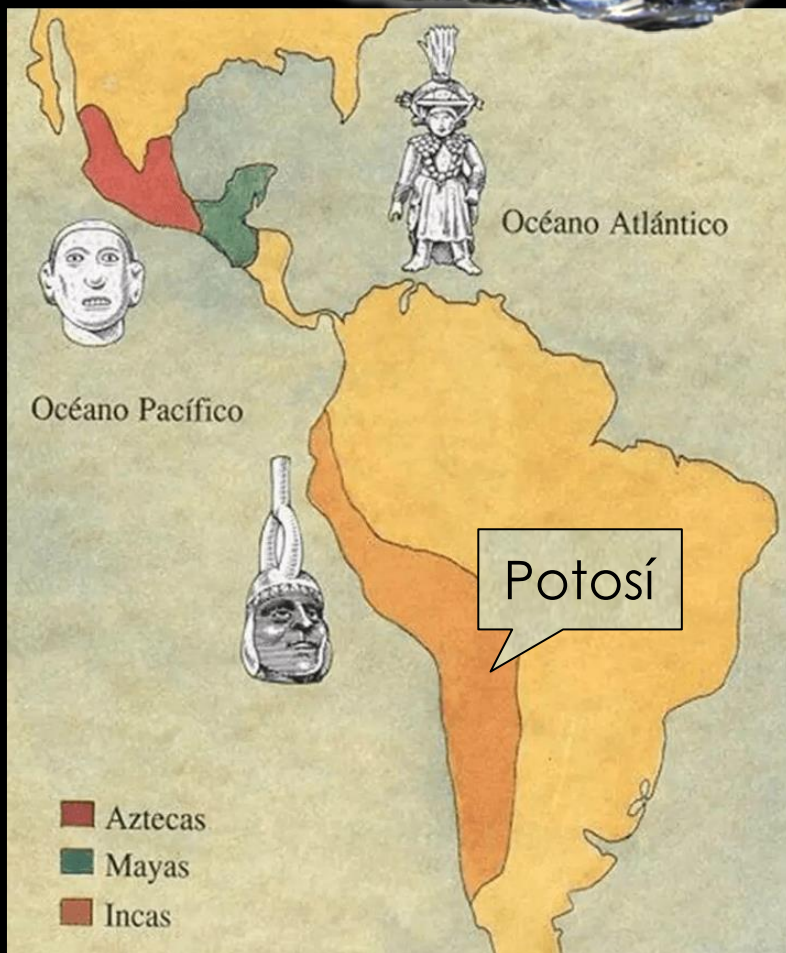 Océano Atlántico
Océano Pacífico
Potosí
Aztecas
Mayas
Incas